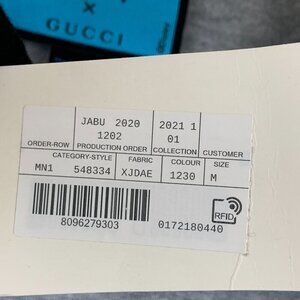 × 
GUCCI
JABU 2020 2021 1
1202 01
ORDER-ROW PRODUCTION ORDER COLLECTION CUSTOMER
CATEGORY-STYLE FABRIC COLOUR SIZE
MN1 548334 XJDAE 1230 M
RFID
8096279303 0172180440